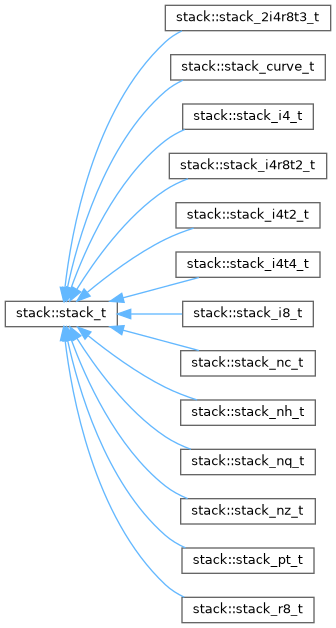 stack::stack_2i4r8t3_t
stack::stack_curve_t
stack::stack_i4_t
stack::stack_i4r8t2_t
stack::stack_i4t2_t
stack::stack_i4t4_t
stack::stack_t
stack::stack_i8_t
stack::stack_nc_t
stack::stack_nh_t
stack::stack_nq_t
stack::stack_nz_t
stack::stack_pt_t
stack::stack_r8_t